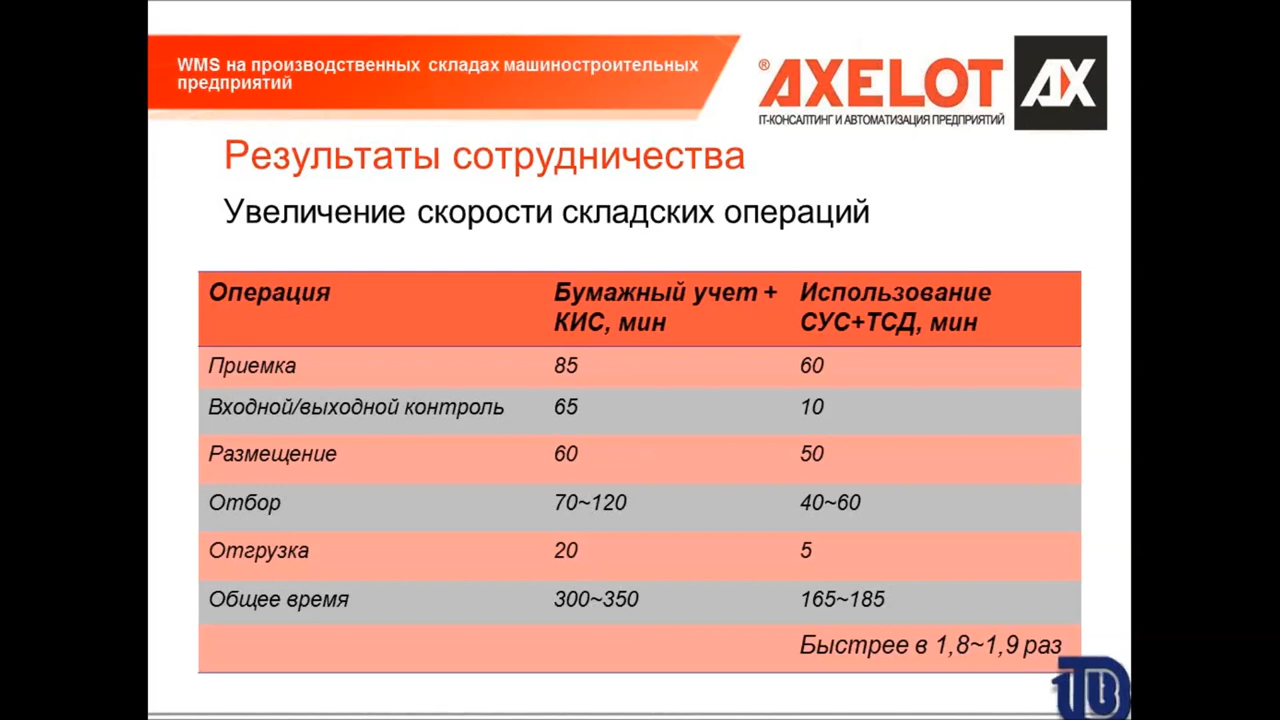 WMS на производственных складах машиностроительных
предприятий
® AXELOT AX
IT-КОНСАЛТИНГ И АВТОМАТИЗАЦИЯ ПРЕДПРИЯТИЙ
Результаты сотрудничества
Увеличение скорости складских операций
Операция Бумажный учет + Использование
КИС, мин СУС+ТСД, мин
Приемка 85 60
Входной/выходной контроль 65 10
Размещение 60 50
Отбор 70~120 40~60
Отгрузка 20 5
Общее время 300~350 165~185
Быстрее в 1,8~1,9 раз